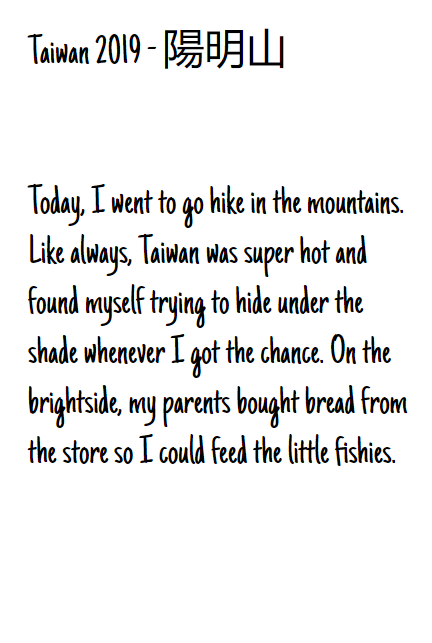 Taiwan 2019 - 陽明山
Today, I went to go hike in the mountains.
Like always, Taiwan was super hot and
found myself trying to hide under the
shade whenever I got the chance. On the
brightside, my parents bought bread from
the store so I could feed the little fishies.